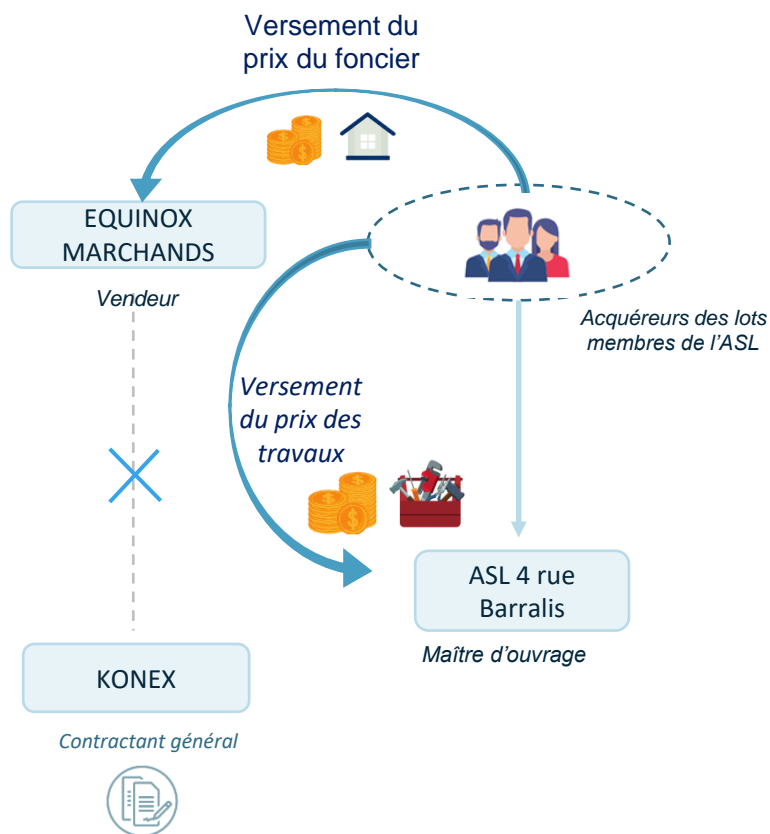 Versement du
prix du foncier
EQUINOX
MARCHANDS
Vendeur
Acquéreurs des lots
membres de l'ASL
Versement
du prix des
travaux
ASL 4 rue
Barralis
Maître d'ouvrage
KONEX
Contractant général